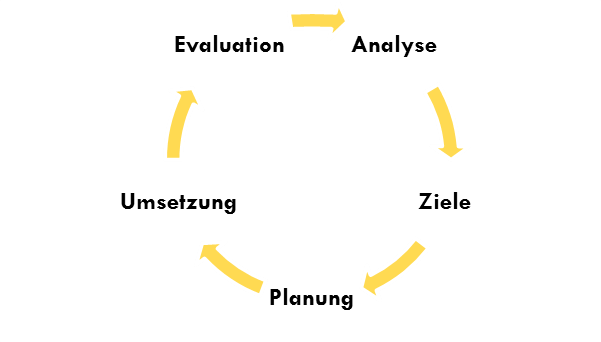 Evaluation
Analyse
Umsetzung
Ziele
Planung